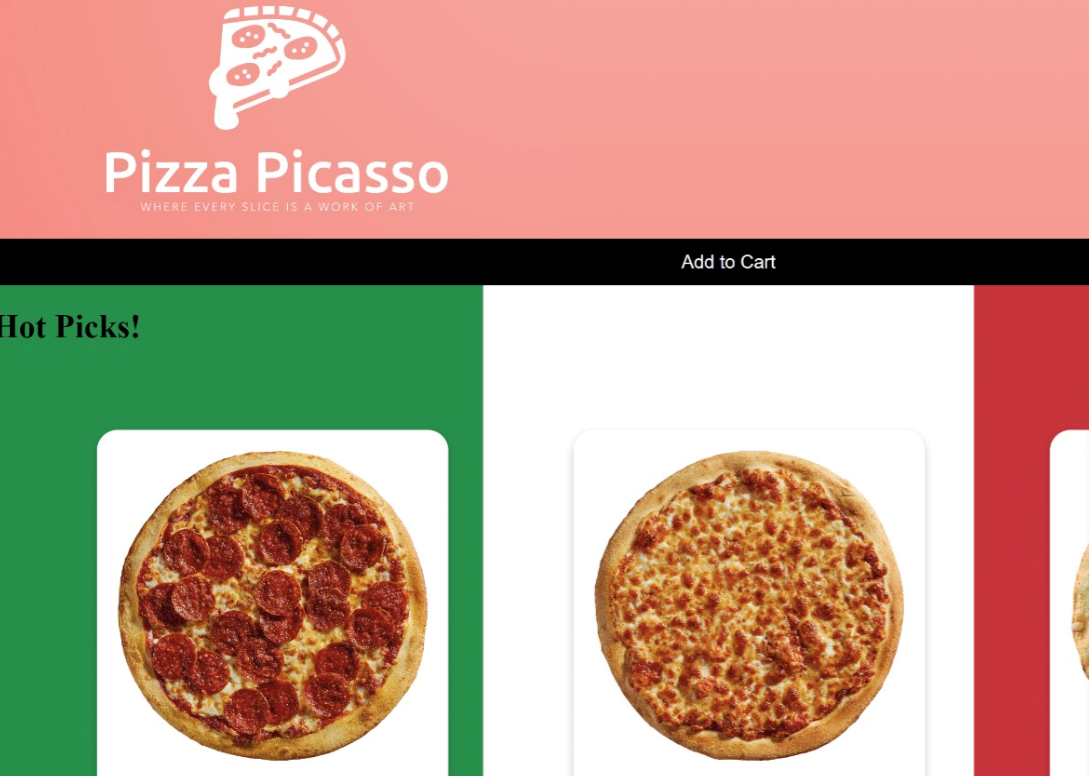 Pizza Picasso
WHERE EVERY SLICE IS A WORK OF ART
Add to Cart
Hot Picks!